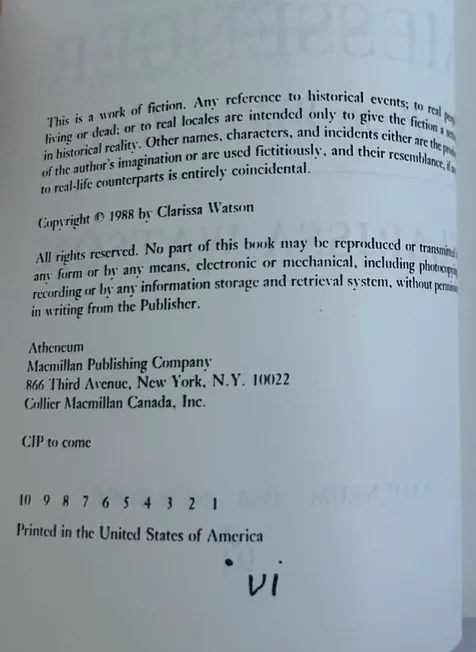 This is a work of fiction. Any reference to historical events; to real
living or dead; or to real locales are intended only to give the fiction a
in historical reality. Other names, characters, and incidents either are the
of the author's imagination or are used fictitiously, and their resemblance, if
to real-life counterparts is entirely coincidental.
Copyright © 1988 by Clarissa Watson
All rights reserved. No part of this book may be reproduced or transmitted
any form or by any means, electronic or mechanical, including photocopying
recording or by any information storage and retrieval system, without
in writing from the Publisher.
Atheneum
Macmillan Publishing Company
866 Third Avenue, New York, N.Y. 10022
Collier Macmillan Canada, Inc.
CIP to come
10 9 8 7 6 5 4 3 2 1
Printed in the United States of America
vi